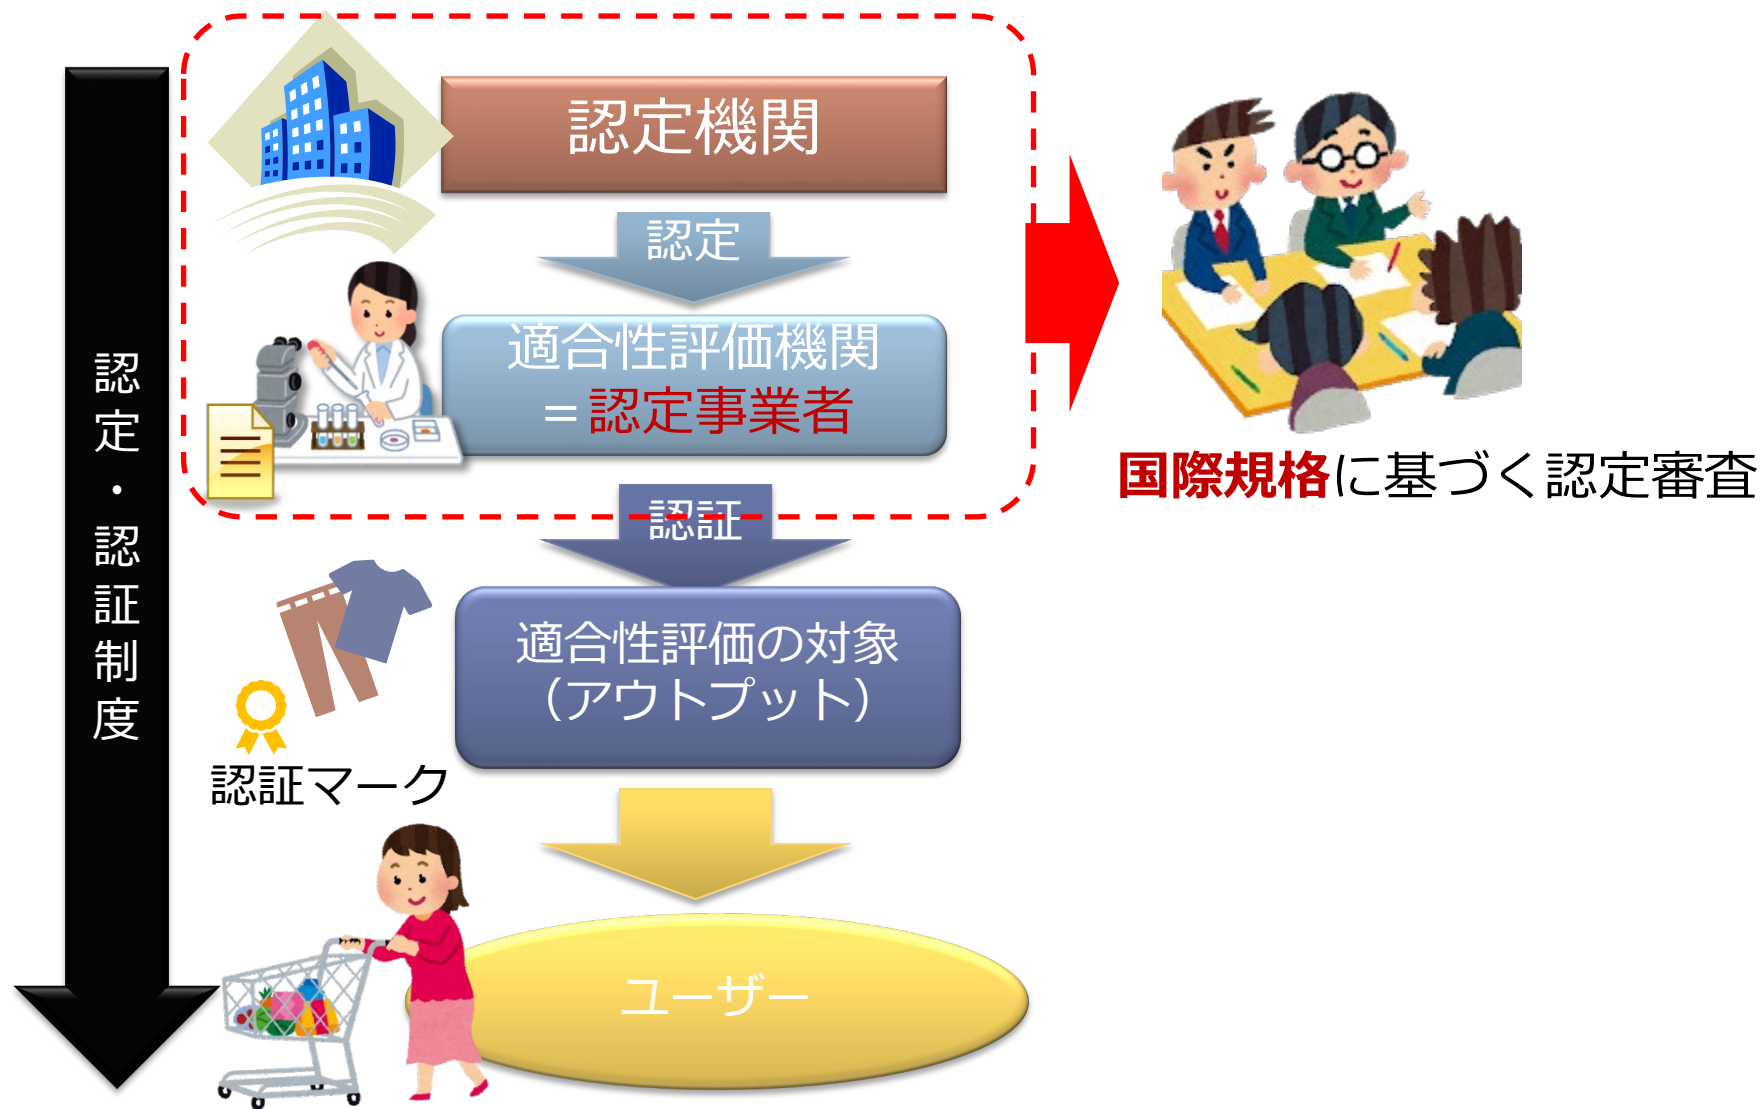 認定・認証制度
認定機関
認定
適合性評価機関
＝認定事業者
認証
適合性評価の対象
（アウトプット）
認証マーク
ユーザー
国際規格に基づく認定審査